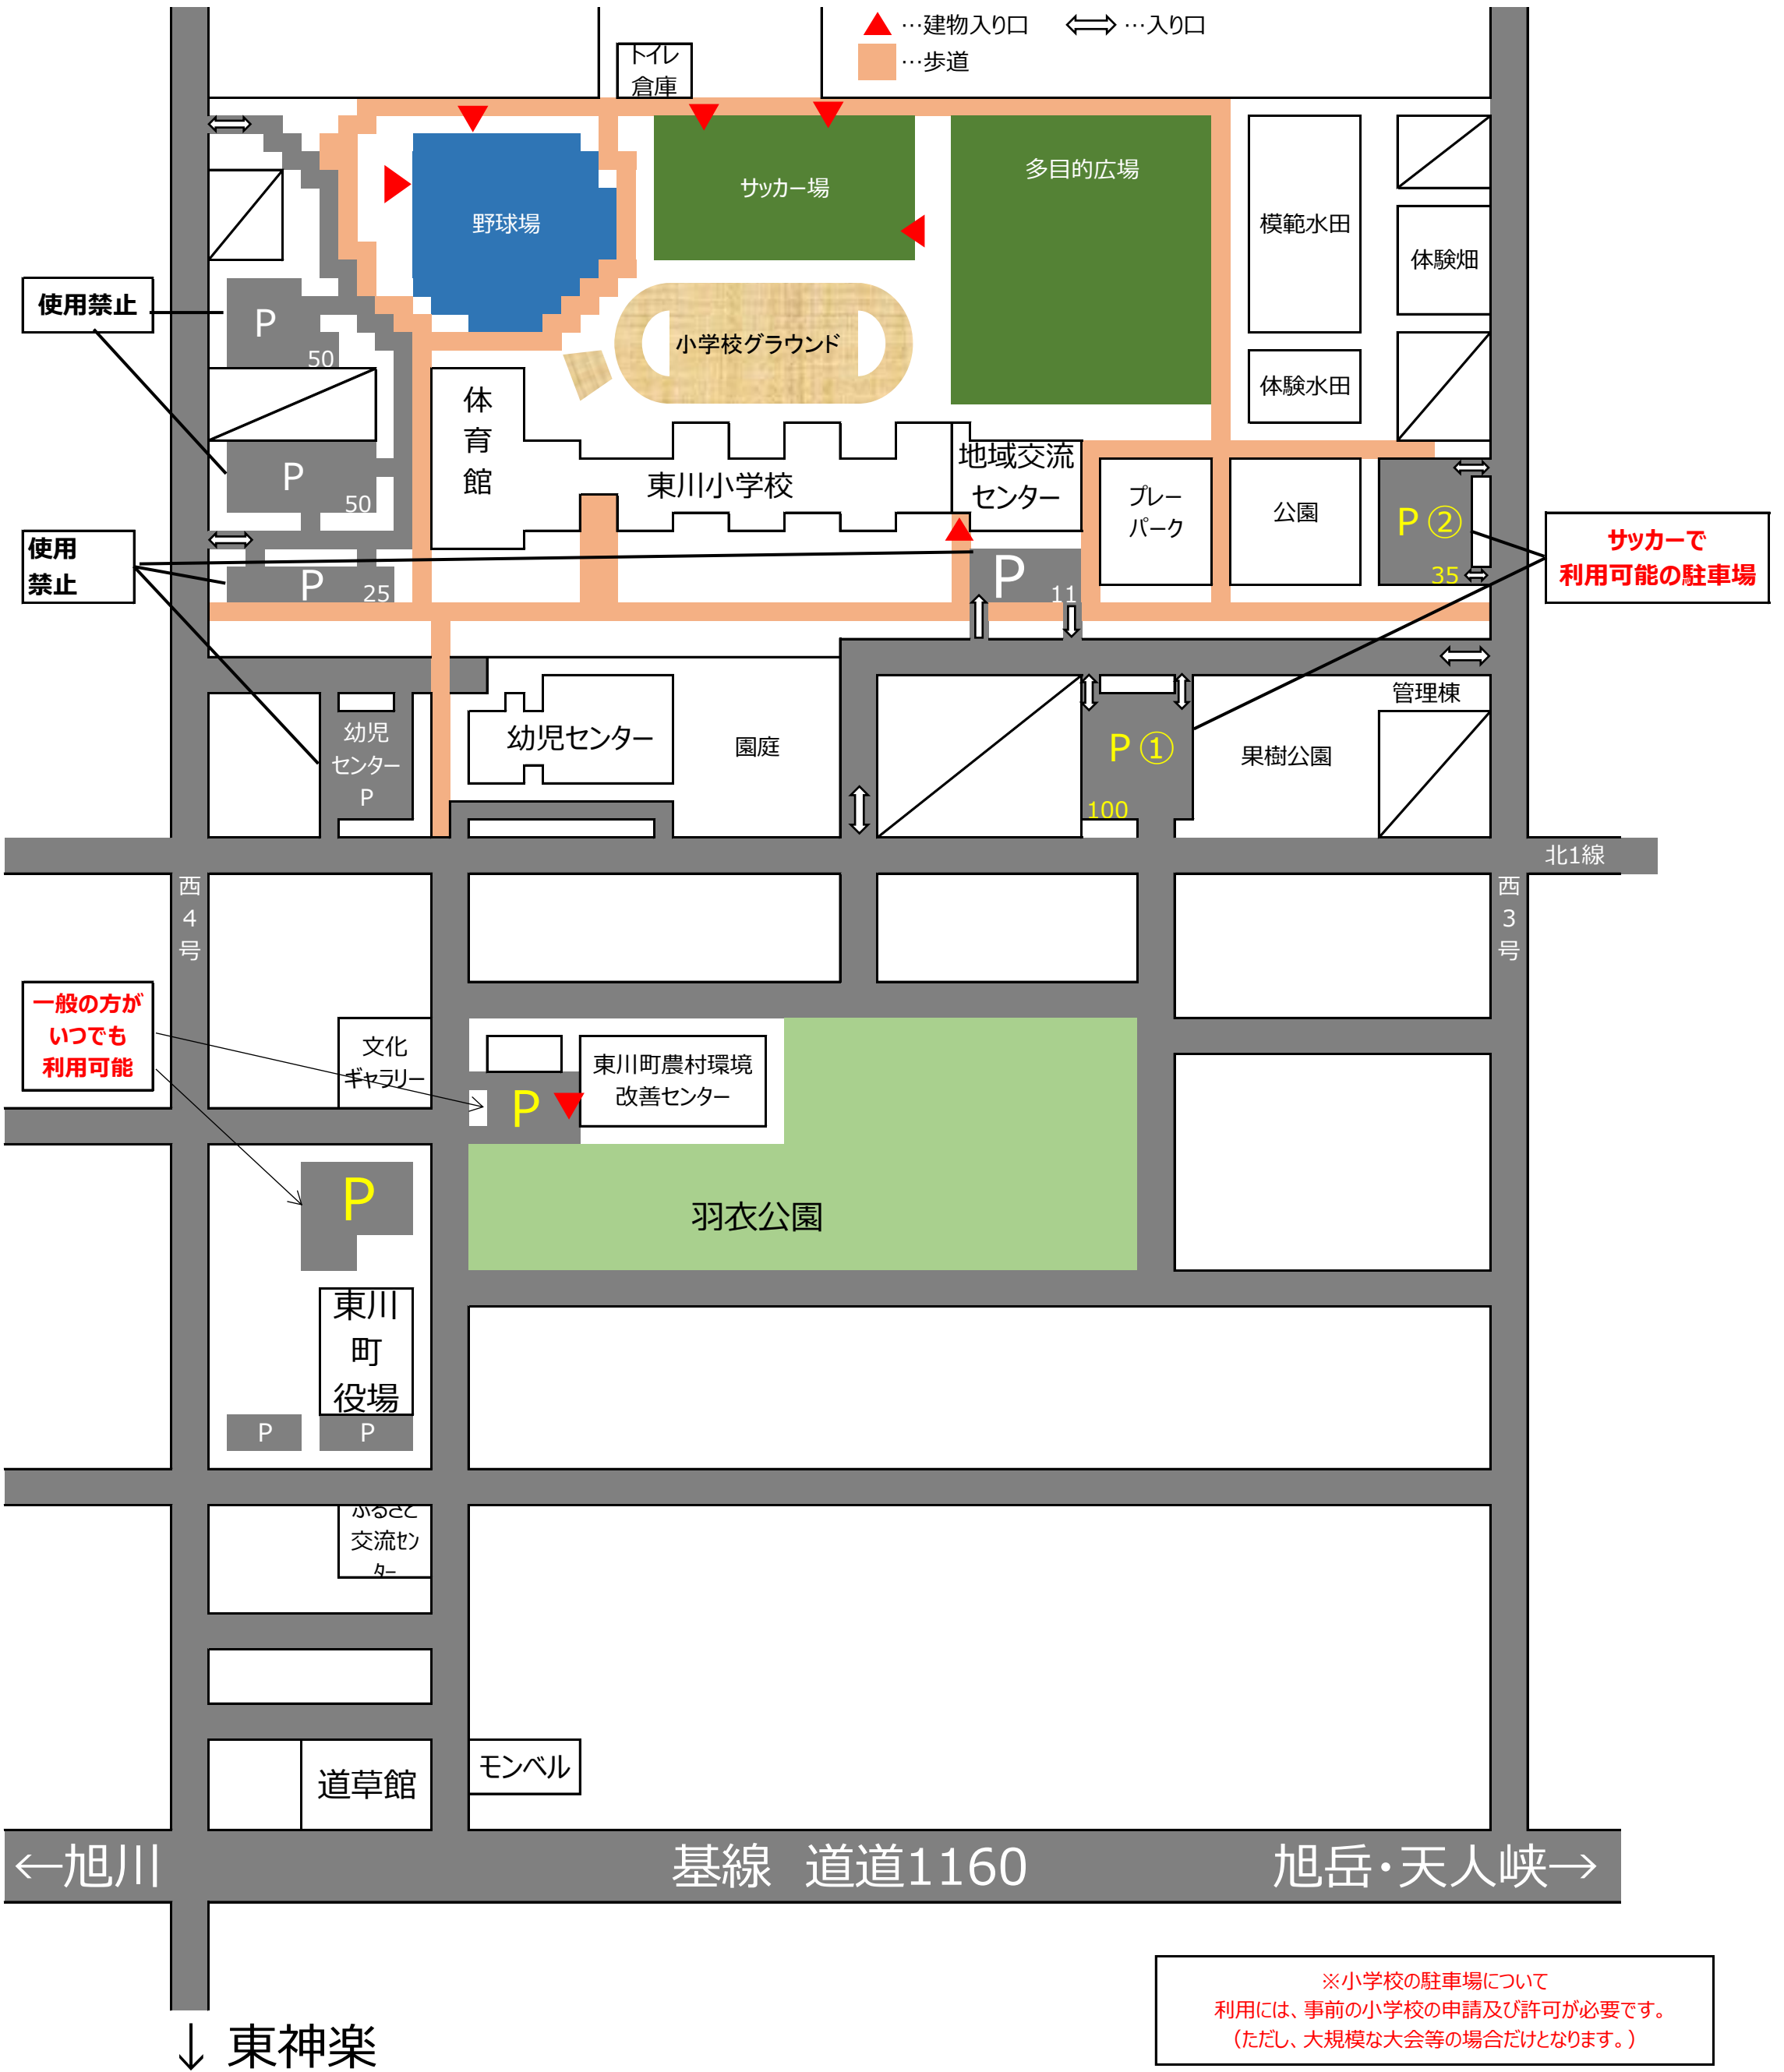 …建物入り口
…入り口
…歩道
トイレ
倉庫
野球場
サッカー場
多目的広場
模範水田
体験畑
体験水田
使用禁止
P
50
小学校グラウンド
体
育
館
東川小学校
地域交流
センター
P
50
プレー
パーク
公園
P②
35
サッカーで
利用可能の駐車場
使用
禁止
P
25
P
11
幼児
センター
P
幼児センター
園庭
P①
100
果樹公園
管理棟
北1線
西
4
号
西
3
号
一般の方が
いつでも
利用可能
文化
ギャラリー
P
東川町農村環境
改善センター
P
羽衣公園
東川
町
役場
P
P
ふるさと
交流セン
ター
道草館
モンベル
←旭川
基線 道道1160
旭岳・天人峡→
※小学校の駐車場について
利用には、事前の小学校の申請及び許可が必要です。
(ただし、大規模な大会等の場合だけとなります。)
↓ 東神楽